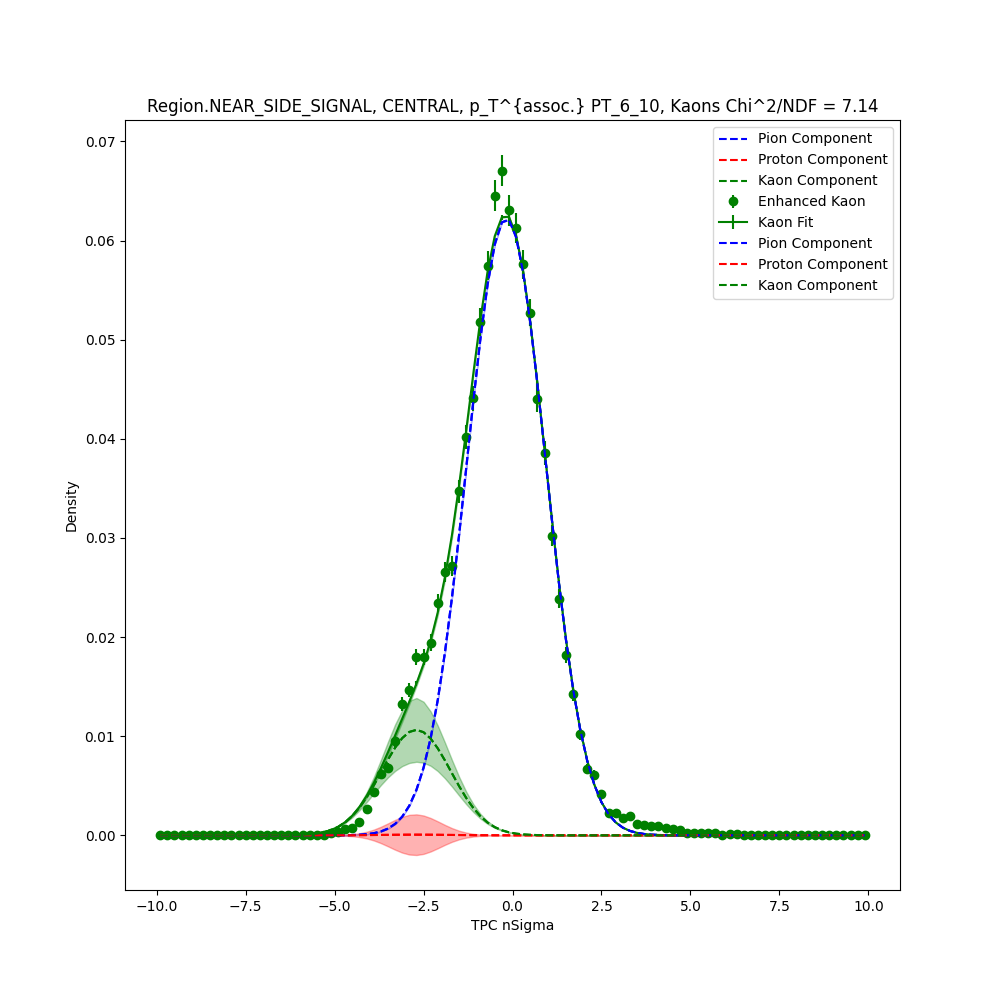 Region.NEAR_SIDE_SIGNAL, CENTRAL, p_T^{assoc.} PT_6_10, Kaons Chi^2/NDF = 7.14
Pion Component
Proton Component
Kaon Component
Enhanced Kaon
Kaon Fit
Pion Component
Proton Component
Kaon Component
0.07
0.06
0.05
0.04
0.03
0.02
0.01
0.00
Density
−10.0 −7.5 −5.0 −2.5 0.0 2.5 5.0 7.5 10.0
TPC nSigma